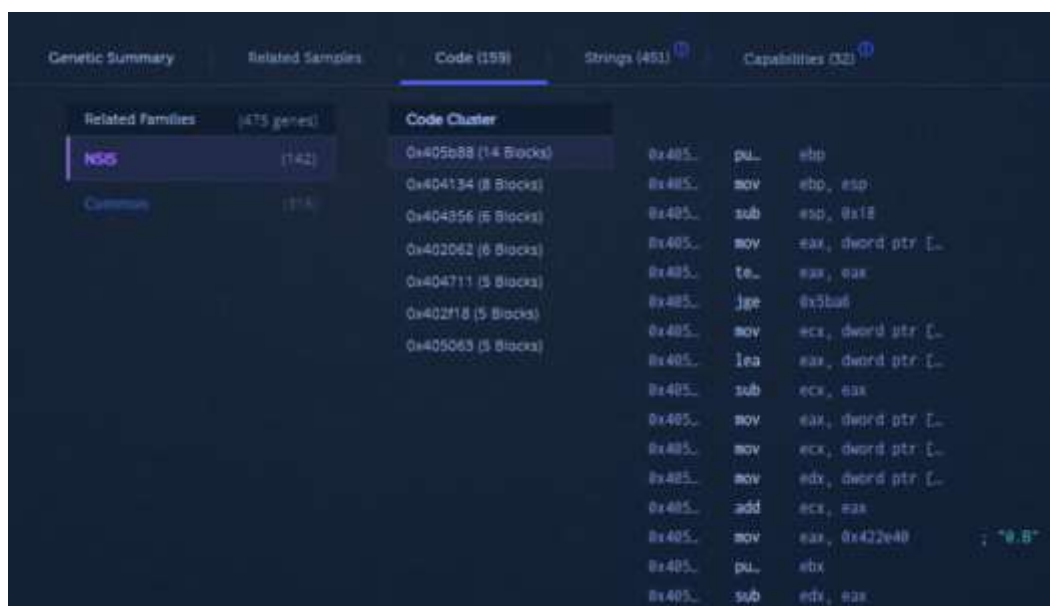 Genetic Summary Related Samples Code (159) Strings (451) Capabilities (32)
Related Families (475 genes)
NSIS (142)
Common
Code Cluster
0x405b88 (14 Blocks)
0x404134 (8 Blocks)
0x404356 (6 Blocks)
0x402062 (6 Blocks)
0x404711 (5 Blocks)
0x402f18 (5 Blocks)
0x405063 (5 Blocks)
0x405… pu… ebp
0x405… mov ebp, esp
0x405… sub esp, 0x18
0x405… mov eax, dword ptr […
0x405… te… eax, eax
0x405… jge 0x5ba6
0x405… mov ecx, dword ptr […
0x405… lea eax, dword ptr […
0x405… sub ecx, eax
0x405… mov eax, dword ptr […
0x405… mov ecx, dword ptr […
0x405… mov edx, dword ptr […
0x405… add ecx, eax
0x405… mov eax, 0x422e40 ; "0.B"
0x405… pu… ebx
0x405… sub edx, eax